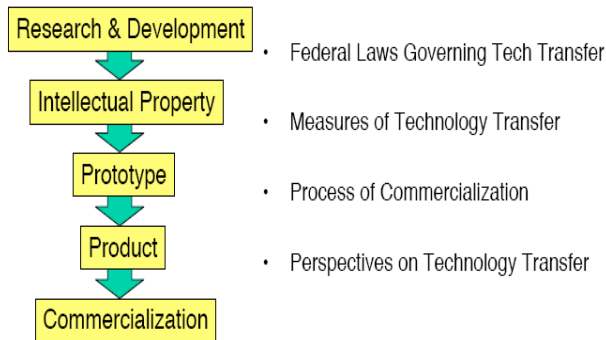 Research & Development
Intellectual Property
Prototype
Product
Commercialization
• Federal Laws Governing Tech Transfer
• Measures of Technology Transfer
• Process of Commercialization
• Perspectives on Technology Transfer